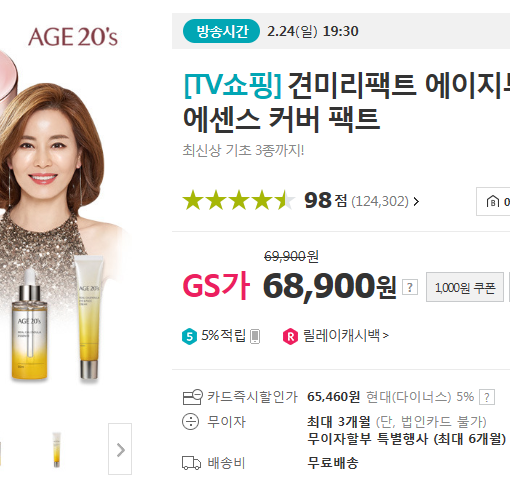 AGE 20's
방송시간 2.24(일) 19:30
[TV쇼핑] 견미리팩트 에이지
에센스 커버 팩트
최신상 기초 3종까지!
98점 (124,302) >
69,900원
GS가 68,900원 ?
1,000원 쿠폰
S 5%적립
R 릴레이캐시백 >
카드즉시할인가 65,460원 현대(다이너스) 5% ?
무이자 최대 3개월 (단, 법인카드 불가)
무이자할부 특별행사 (최대 6개월)
배송비 무료배송
AGE 20's
AGE 20's